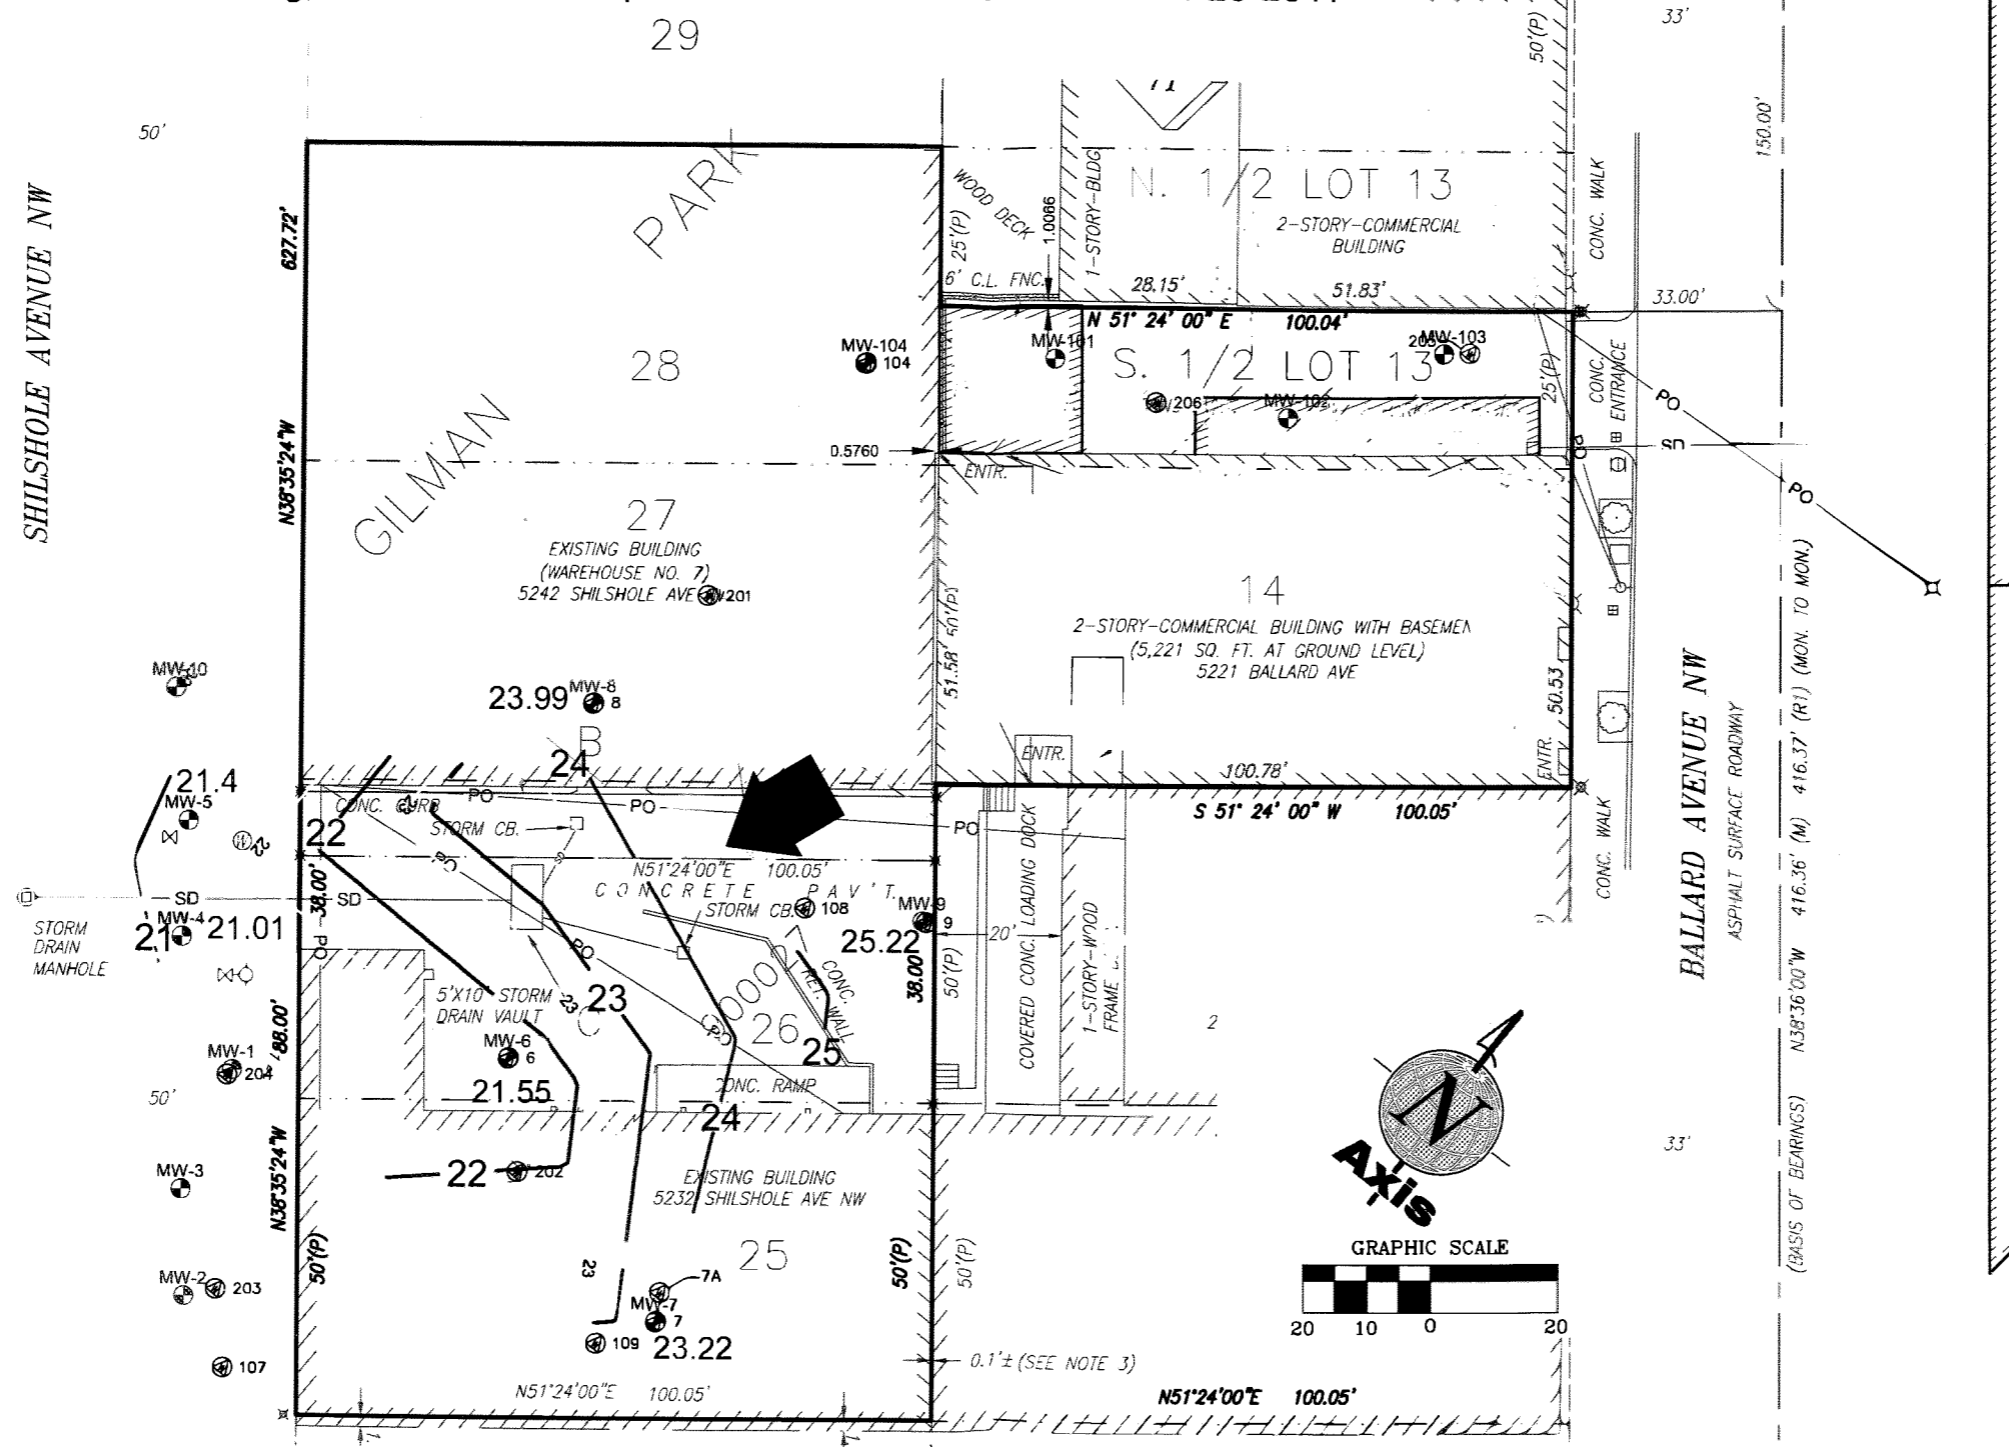 29
33'
50'(P)
50'
150.00'
SHILSHOLE AVENUE NW
627.72'
PARK
WOOD DECK
25'(P)
1.0066
1-STORY-BLDG
N. 1/2 LOT 13
2-STORY-COMMERCIAL
BUILDING
CONC. WALK
6' C.L. FNC.
28.15'
51.83'
33.00'
N 51° 24' 00" E 100.04'
MW-104
104
MW-101
MW-103
28
S. 1/2 LOT 13
25'(P)
CONC.
ENTRANCE
PO
206
MW-102
GILMAN
N38°35'24"W
0.5760
ENTR.
PO
SD
PO
27
EXISTING BUILDING
(WAREHOUSE NO. 7)
5242 SHILSHOLE AVE
201
14
2-STORY-COMMERCIAL BUILDING WITH BASEMEN
(5,221 SQ. FT. AT GROUND LEVEL)
5221 BALLARD AVE
51.58'
50'(P)
50.53
MW-10
MW-8
23.99
8
B
24
ENTR.
100.78'
ENTR.
S 51° 24' 00" W 100.05'
21.4
MW-5
22
CONC. CURB
PO
PO
PO
STORM CB.
N51°24'00"E 100.05'
CONCRETE PAV'T.
STORM CB.
108
MW-9
9
25.22
38.00'
SD
SD
STORM
DRAIN
MANHOLE
MW-4
21
21.01
PO
PO
20'
50'(P)
38.00'
COVERED CONC. LOADING DOCK
1-STORY-WOOD
FRAME
CONC. WALK
BALLARD AVENUE NW
ASPHALT SURFACE ROADWAY
5'X10' STORM
DRAIN VAULT
23
23
C
26
CONC.
RET. WALL
25
MW-6
6
21.55
MW-1
204
88.00'
50'
CONC. RAMP
24
2
N
Axis
33'
MW-3
22
202
EXISTING BUILDING
5232 SHILSHOLE AVE NW
N38°35'24"W
25
50'(P)
50'(P)
50'(P)
23
MW-2
203
7A
MW-7
7
109
23.22
107
0.1'± (SEE NOTE 3)
N51°24'00"E 100.05'
N51°24'00"E 100.05'
GRAPHIC SCALE
20 10 0 20
(BASIS OF BEARINGS) N38°36'00"W 416.36' (M) 416.37' (R1) (MON. TO MON.)